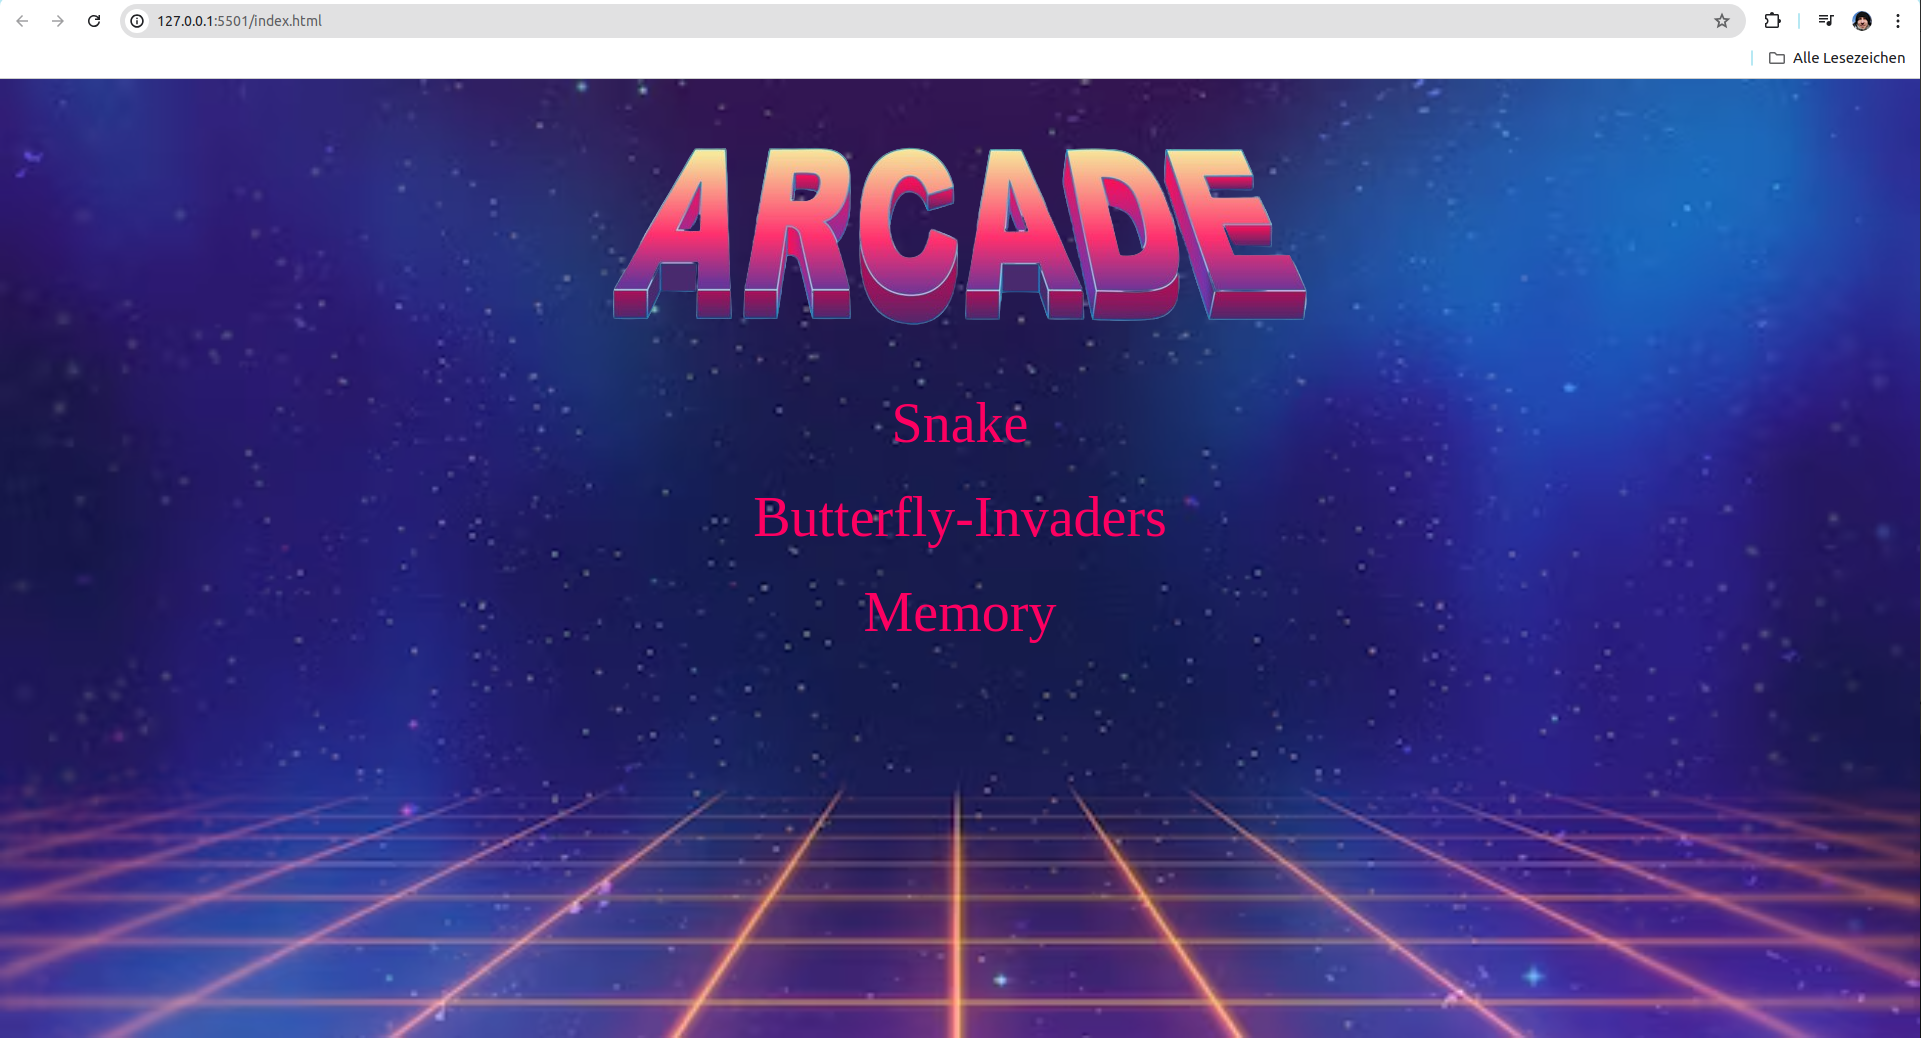 127.0.0.1:5501/index.html
Alle Lesezeichen
ARCADE
Snake
Butterfly-Invaders
Memory